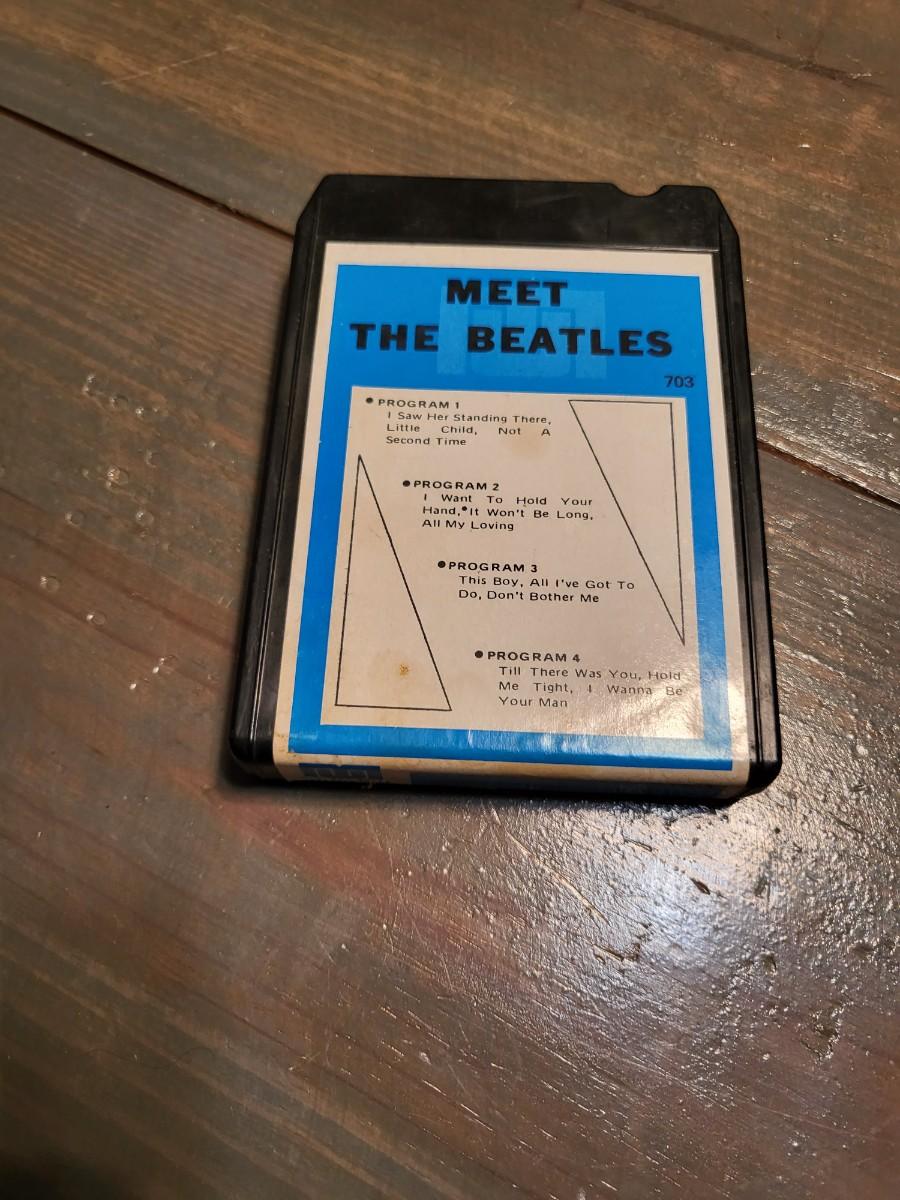 MEET
THE BEATLES
703
● PROGRAM 1
I Saw Her Standing There,
Little Child, Not A
Second Time
● PROGRAM 2
I Want To Hold Your
Hand, It Won't Be Long,
All My Loving
● PROGRAM 3
This Boy, All I've Got To
Do, Don't Bother Me
● PROGRAM 4
Till There Was You, Hold
Me Tight, I Wanna Be
Your Man